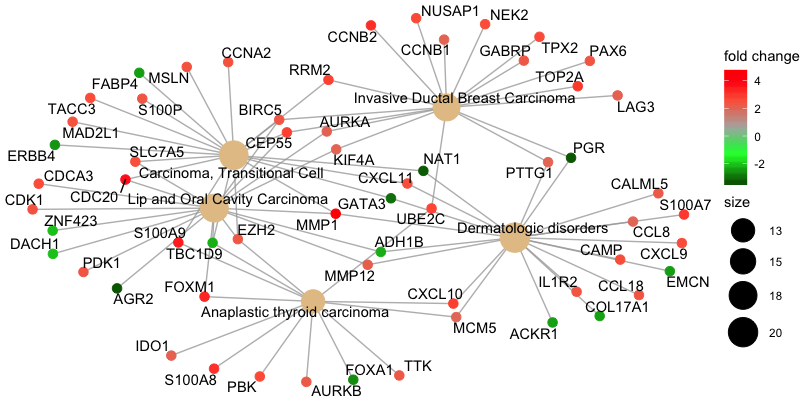 NUSAP1
NEK2
CCNB2
CCNB1
TPX2
GABRP
PAX6
CCNA2
fold change
MSLN
FABP4
RRM2
TOP2A
4
TACC3
S100P
BIRC5
Invasive Ductal Breast Carcinoma
LAG3
2
MAD2L1
AURKA
0
CEP55
ERBB4
SLC7A5
KIF4A
NAT1
PGR
-2
CDCA3
Carcinoma, Transitional Cell
CXCL11
PTTG1
CDK1
CDC20
Lip and Oral Cavity Carcinoma
GATA3
CALML5
size
ZNF423
MMP1
UBE2C
S100A7
S100A9
EZH2
Dermatologic disorders
CCL8
13
DACH1
TBC1D9
ADH1B
CAMP
CXCL9
15
PDK1
MMP12
IL1R2
EMCN
AGR2
FOXM1
CXCL10
CCL18
18
Anaplastic thyroid carcinoma
COL17A1
MCM5
ACKR1
20
IDO1
S100A8
FOXA1
TTK
PBK
AURKB